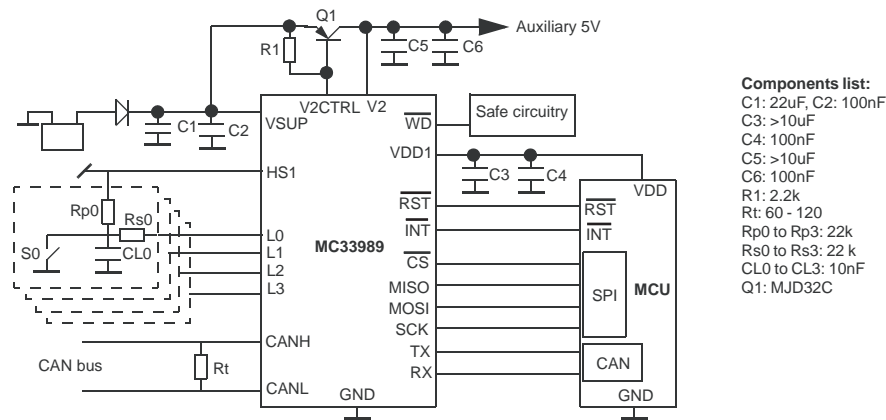 Q1
Auxiliary 5V
R1
C5
C6
V2CTRL V2
C1
C2
VSUP
WD
Safe circuitry
VDD1
C3
C4
VDD
HS1
Rp0
Rs0
S0
CL0
L0
L1
L2
L3
MC33989
RST
RST
INT
INT
CS
MISO
MOSI
SCK
SPI
MCU
TX
RX
CAN
CANH
CAN bus
Rt
CANL
GND
GND
Components list:
C1: 22uF, C2: 100nF
C3: >10uF
C4: 100nF
C5: >10uF
C6: 100nF
R1: 2.2k
Rt: 60 - 120
Rp0 to Rp3: 22k
Rs0 to Rs3: 22 k
CL0 to CL3: 10nF
Q1: MJD32C